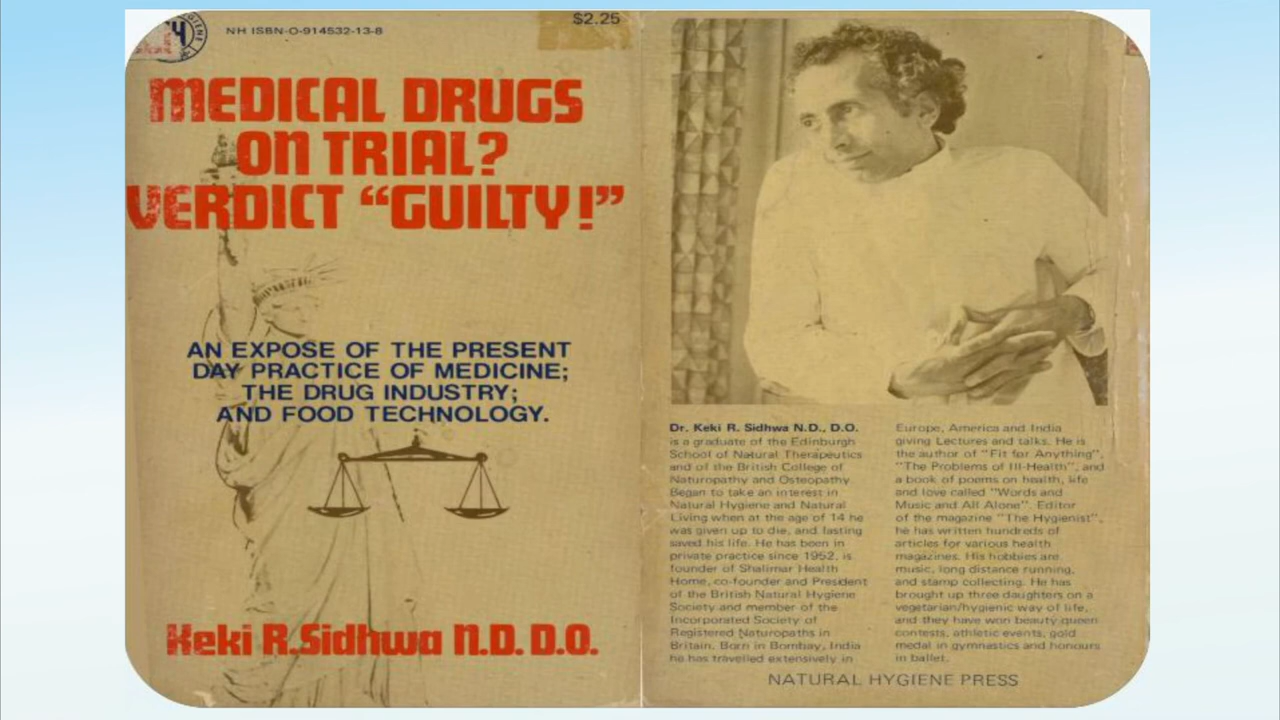 NH ISBN-0-914532-13-8
$2.25
MEDICAL DRUGS
ON TRIAL?
VERDICT “GUILTY!”
AN EXPOSE OF THE PRESENT
DAY PRACTICE OF MEDICINE;
THE DRUG INDUSTRY;
AND FOOD TECHNOLOGY.
Keki R.Sidhwa N.D. D.O.
Dr. Keki R. Sidhwa N.D., D.O.
is a graduate of the Edinburgh
School of Natural Therapeutics
and of the British College of
Naturopathy and Osteopathy
Began to take an interest in
Natural Hygiene and Natural
Living when at the age of 14 he
was given up to die, and fasting
saved his life. He has been in
private practice since 1952, is
founder of Shalimar Health
Home, co-founder and President
of the British Natural Hygiene
Society and member of the
Incorporated Society of
Registered Naturopaths in
Britain. Born in Bombay, India
he has travelled extensively in
Europe, America and India
giving Lectures and talks. He is
the author of “Fit for Anything”,
“The Problems of Ill-Health”, and
a book of poems on health, life
and love called “Words and
Music and All Alone”. Editor
of the magazine “The Hygienist”,
he has written hundreds of
articles for various health
magazines. His hobbies are
music, long distance running,
and stamp collecting. He has
brought up three daughters on a
vegetarian/hygienic way of life,
and they have won beauty queen
contests, athletic events, gold
medal in gymnastics and honours
in ballet.
NATURAL HYGIENE PRESS